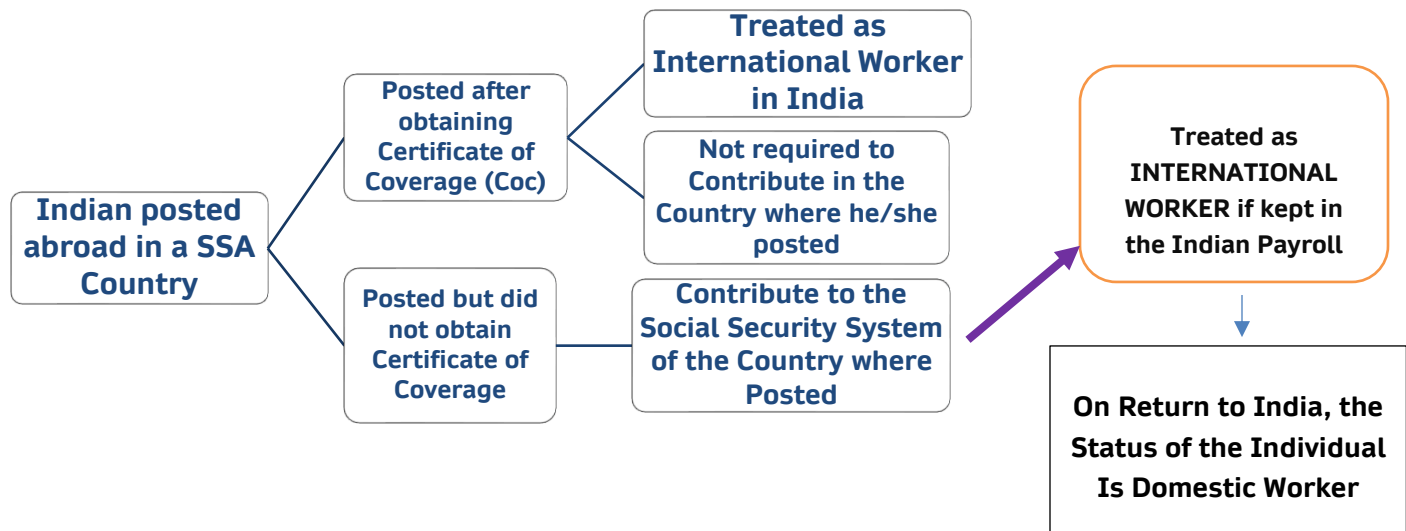 Indian posted
abroad in a SSA
Country
Posted after
obtaining
Certificate of
Coverage (Coc)
Treated as
International Worker
in India
Not required to
Contribute in the
Country where he/she
posted
Posted but did
not obtain
Certificate of
Coverage
Contribute to the
Social Security System
of the Country where
Posted
Treated as
INTERNATIONAL
WORKER if kept in
the Indian Payroll
On Return to India, the
Status of the Individual
Is Domestic Worker